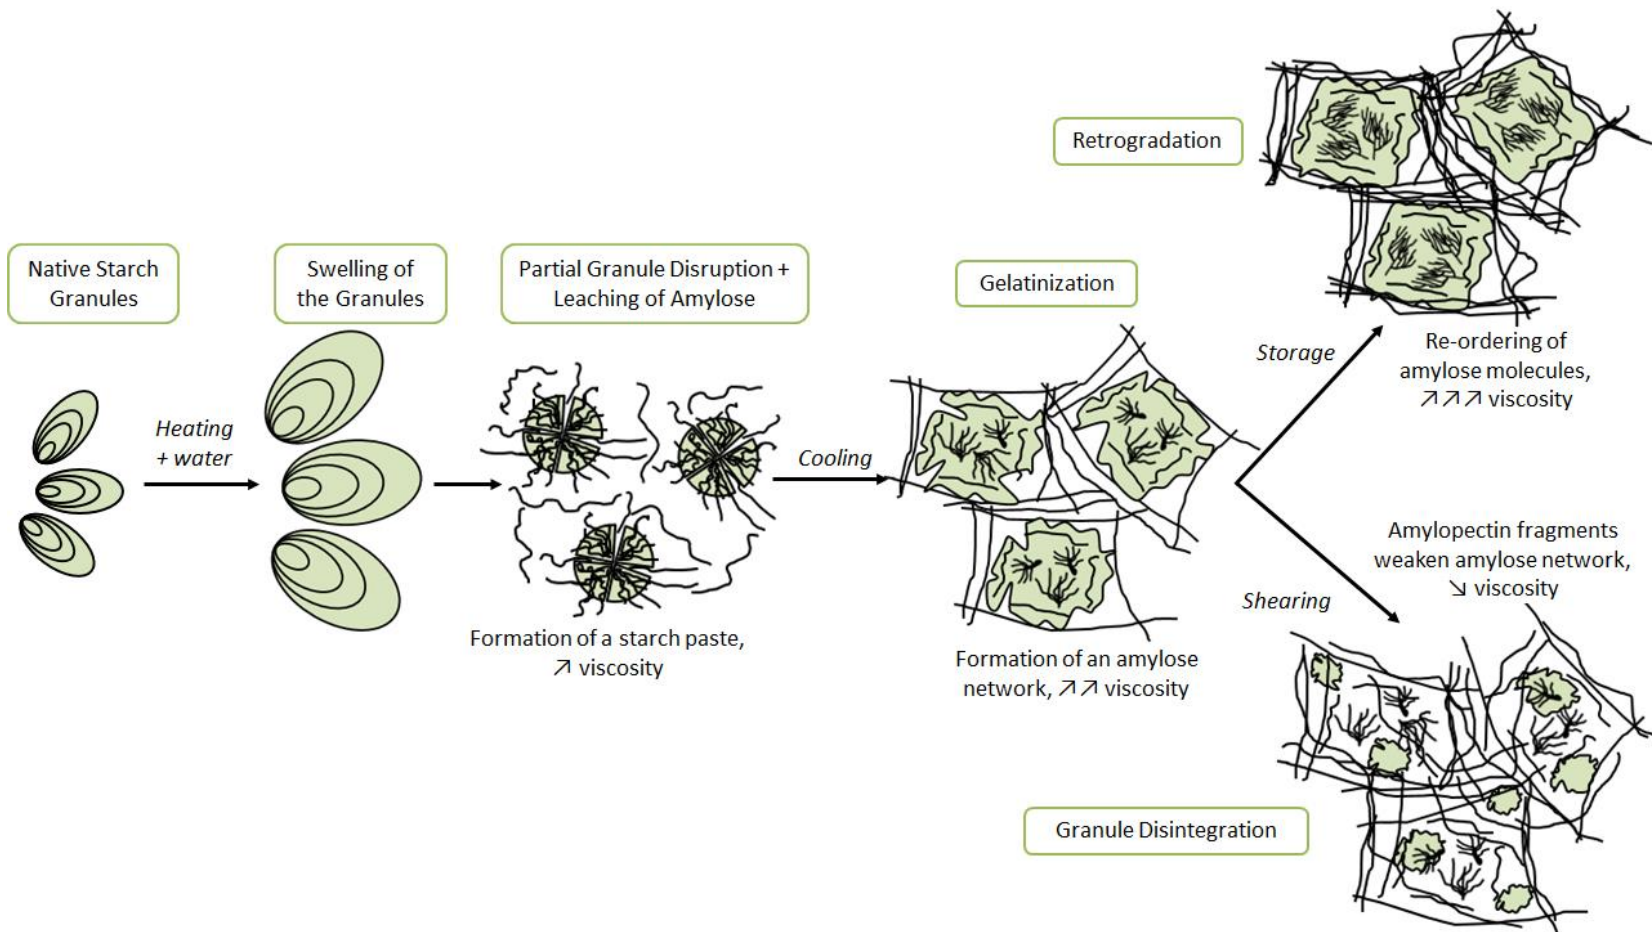 Native Starch
Granules
Heating
+ water
Swelling of
the Granules
Partial Granule Disruption +
Leaching of Amylose
Formation of a starch paste,
↗ viscosity
Cooling
Gelatinization
Formation of an amylose
network, ↗↗ viscosity
Storage
Retrogradation
Re-ordering of
amylose molecules,
↗↗↗ viscosity
Shearing
Amylopectin fragments
weaken amylose network,
↘ viscosity
Granule Disintegration